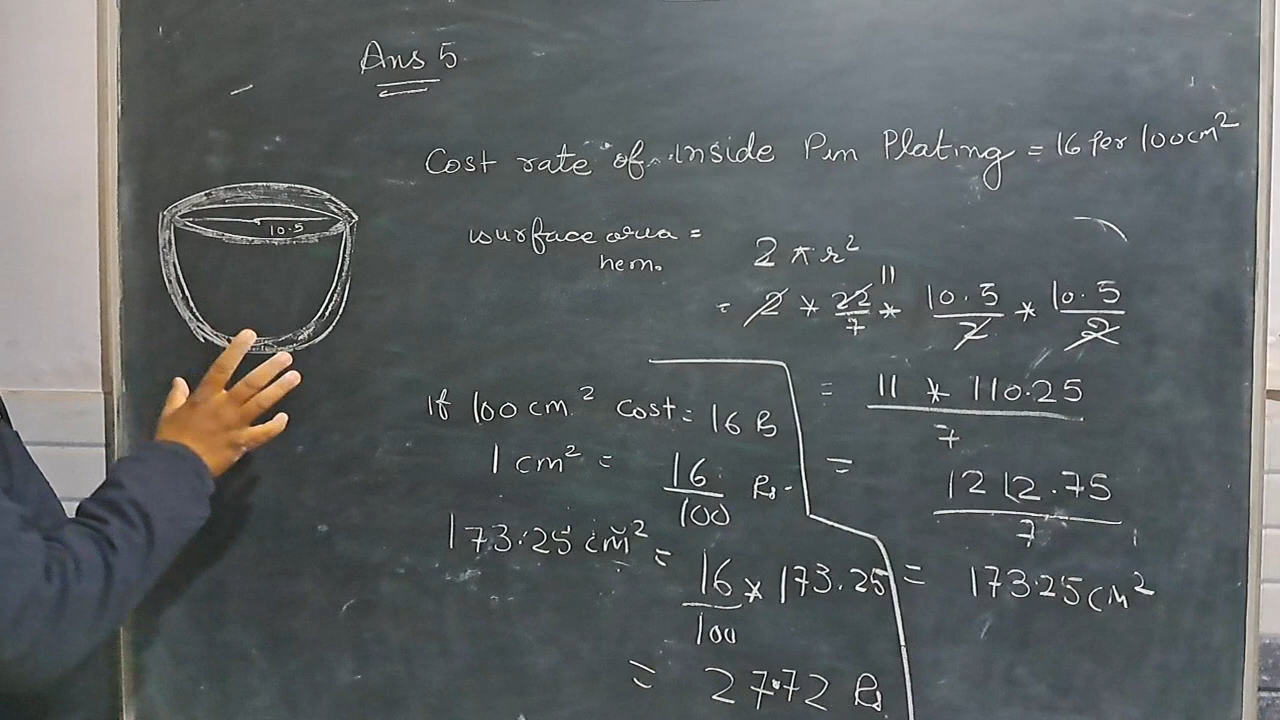 Ans 5
Cost rate of inside Pin Plating = 16 Per 100cm²
10.5
surface area =
hem.
2 π r²
= 2 * 22/7 * 10.5/2 * 10.5/2
11
= 11 * 110.25 / 7
= 1212.75 / 7
= 173.25 cm²
If 100 cm² cost = 16 Rs
1 cm² = 16/100 Rs.
173.25 cm² = 16/100 * 173.25
= 27.72 Rs